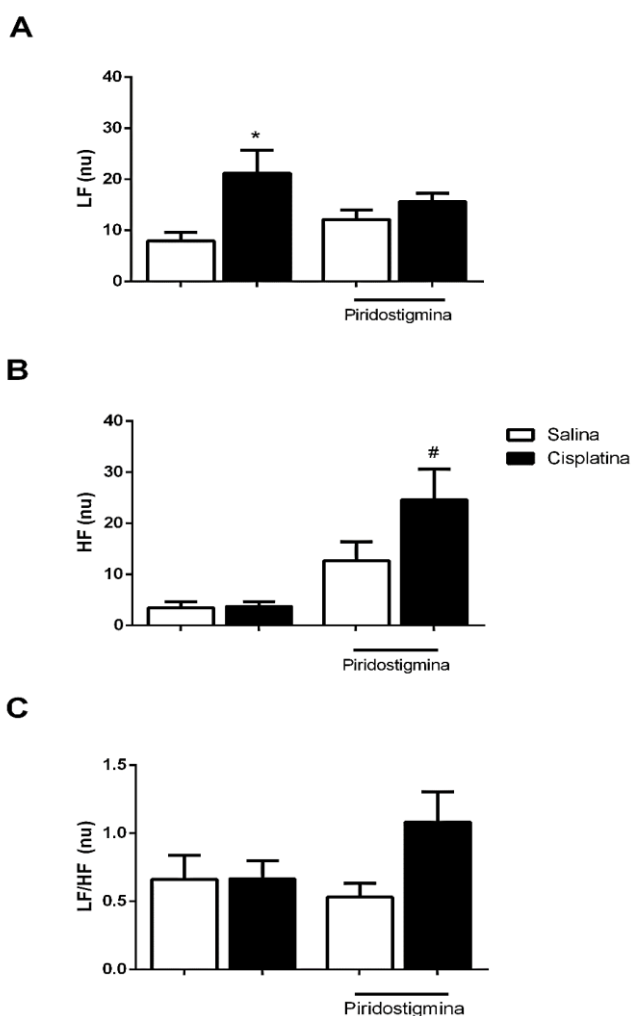 A
40
30
20
10
0
LF (nu)
*
Piridostigmina
B
40
30
20
10
0
HF (nu)
#
Piridostigmina
Salina
Cisplatina
C
1.5
1.0
0.5
0.0
LF/HF (nu)
Piridostigmina